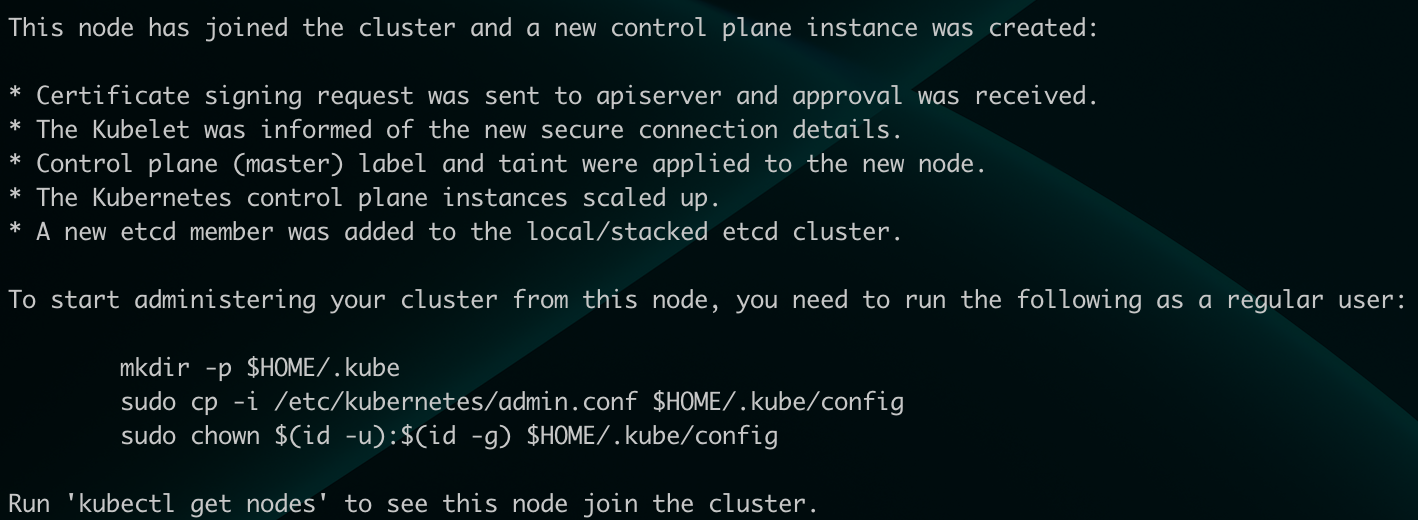 This node has joined the cluster and a new control plane instance was created:

* Certificate signing request was sent to apiserver and approval was received.
* The Kubelet was informed of the new secure connection details.
* Control plane (master) label and taint were applied to the new node.
* The Kubernetes control plane instances scaled up.
* A new etcd member was added to the local/stacked etcd cluster.

To start administering your cluster from this node, you need to run the following as a regular user:

        mkdir -p $HOME/.kube
        sudo cp -i /etc/kubernetes/admin.conf $HOME/.kube/config
        sudo chown $(id -u):$(id -g) $HOME/.kube/config

Run 'kubectl get nodes' to see this node join the cluster.